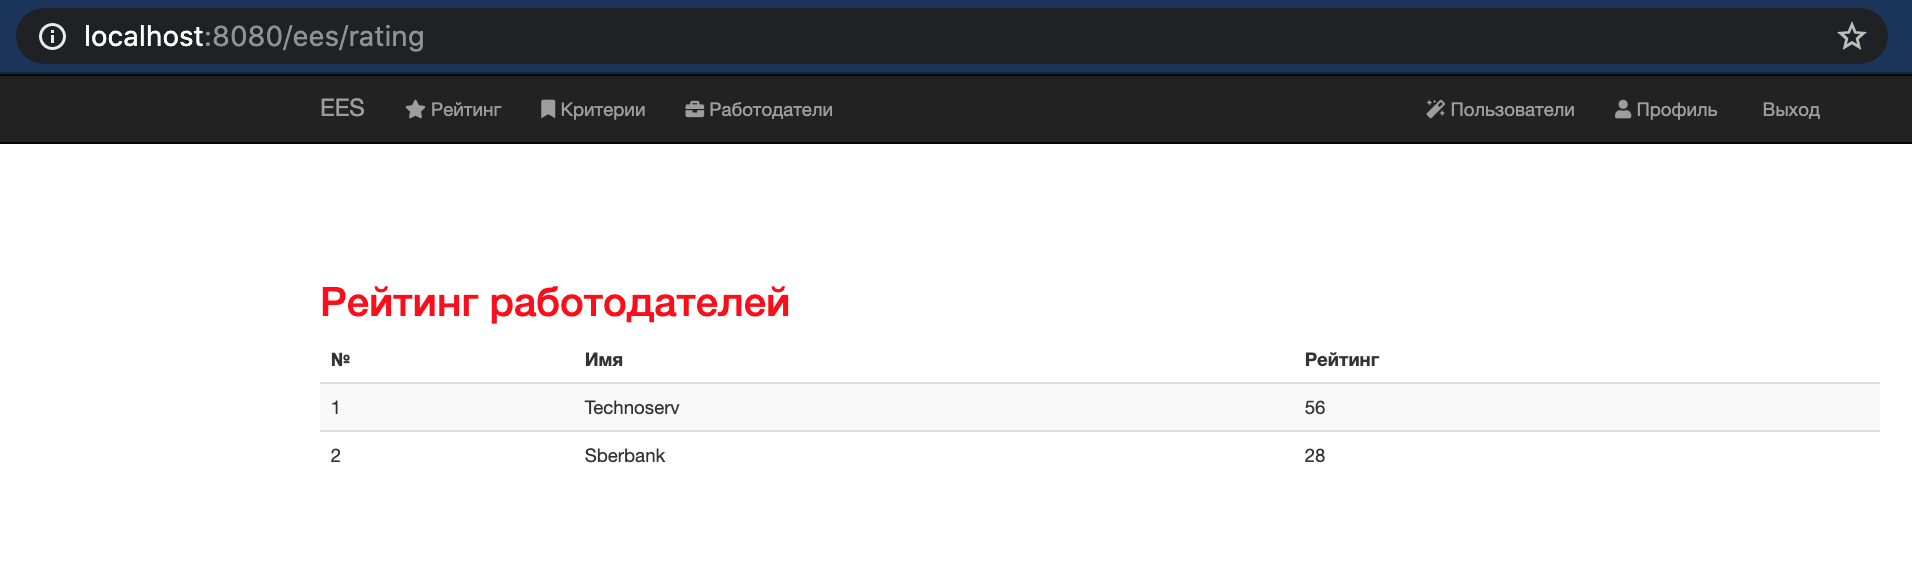 localhost:8080/ees/rating
EES Рейтинг Критерии Работодатели Пользователи Профиль Выход
Рейтинг работодателей
№ Имя Рейтинг
1 Technoserv 56
2 Sberbank 28